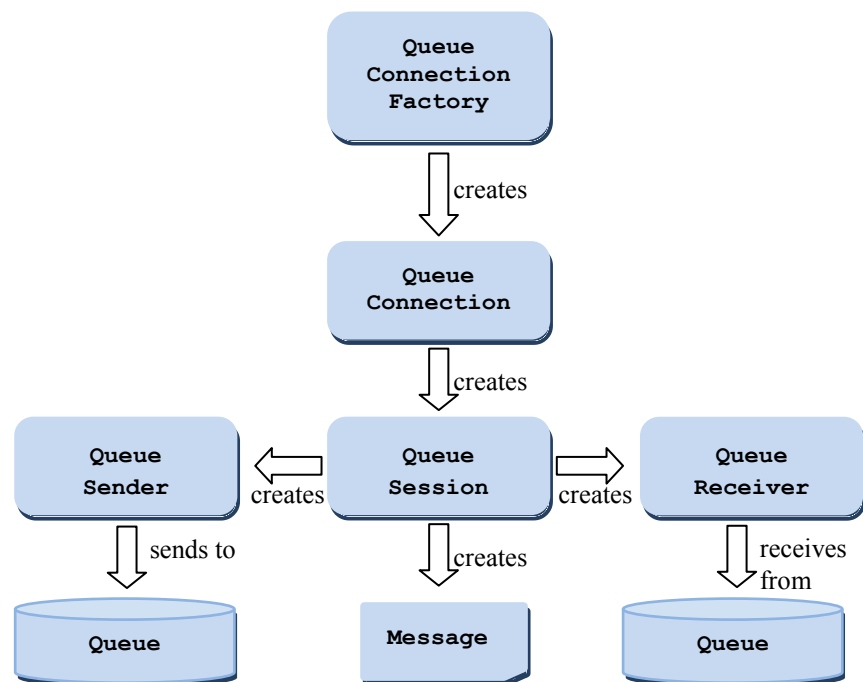 Queue
Connection
Factory
creates
Queue
Connection
creates
Queue
Sender
creates
Queue
Session
creates
Queue
Receiver
sends to
creates
receives
from
Queue
Message
Queue